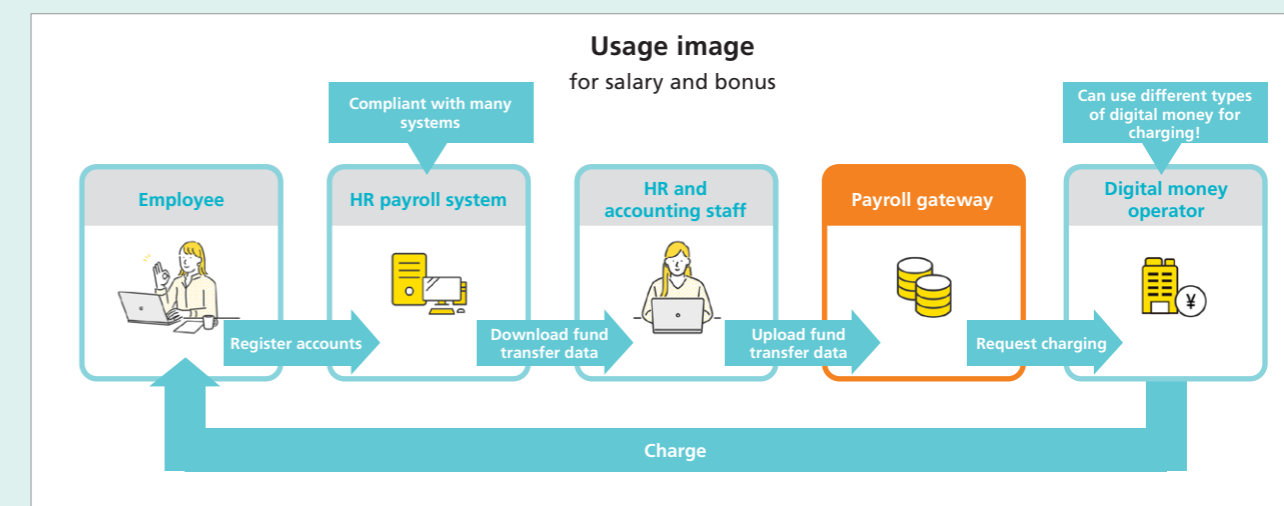 Usage image
for salary and bonus
Compliant with many
systems
Can use different types
of digital money for
charging!
Employee
HR payroll system
HR and
accounting staff
Payroll gateway
Digital money
operator
¥
Register accounts
Download fund
transfer data
Upload fund
transfer data
Request charging
Charge